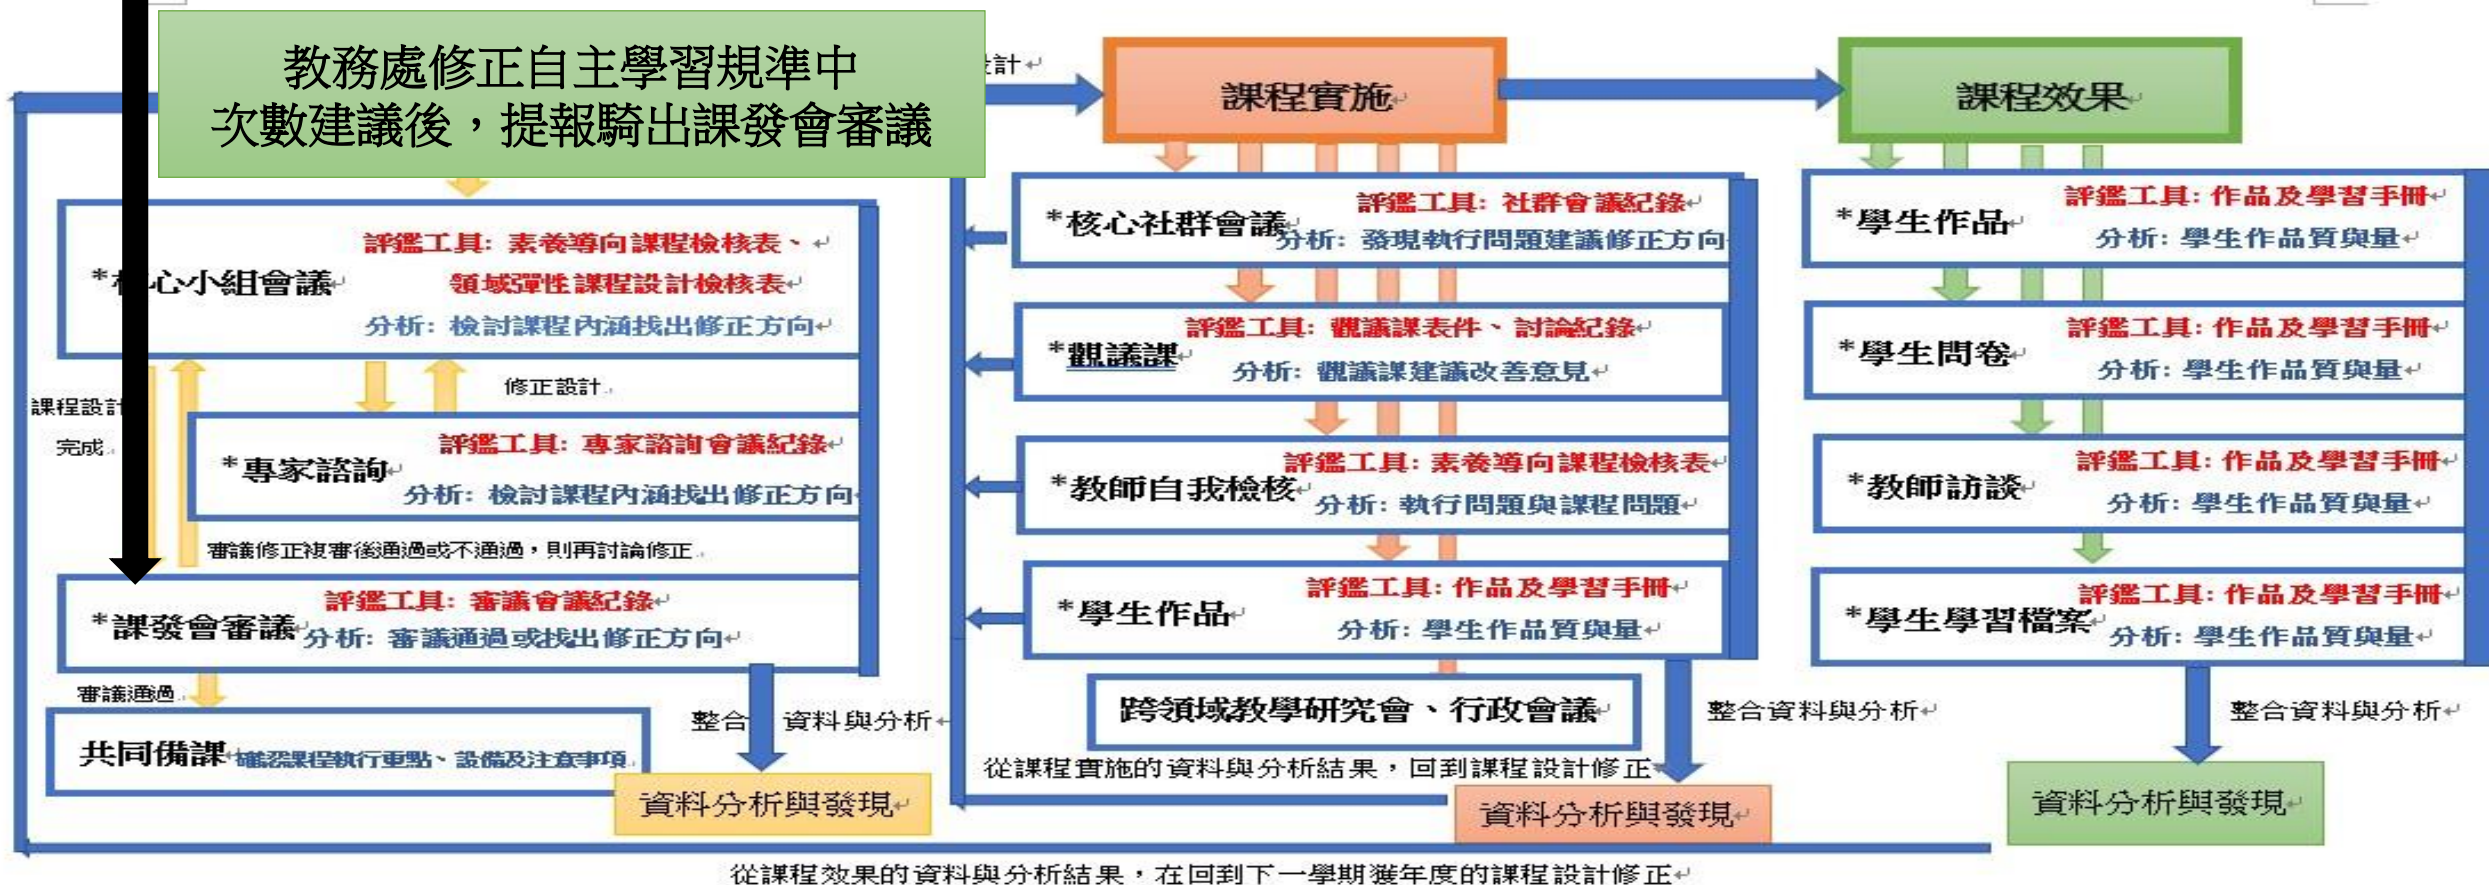 教務處修正自主學習規準中
次數建議後，提報騎出課發會審議
計
課程實施
課程效果
評鑑工具: 素養導向課程檢核表、
領域彈性課程設計檢核表
*核心小組會議
分析: 檢討課程內涵找出修正方向
課程設計
完成
修正設計
評鑑工具: 專家諮詢會議紀錄
*專家諮詢
分析: 檢討課程內涵找出修正方向
審議修正複審後通過或不通過，則再討論修正
評鑑工具: 審議會議紀錄
*課發會審議
分析: 審議通過或找出修正方向
審議通過
整合 資料與分析
共同備課
確認課程執行重點、設備及注意事項
資料分析與發現
評鑑工具: 社群會議紀錄
*核心社群會議
分析: 發現執行問題建議修正方向
評鑑工具: 觀議課表件、討論紀錄
*觀議課
分析: 觀議課建議改善意見
評鑑工具: 素養導向課程檢核表
*教師自我檢核
分析: 執行問題與課程問題
評鑑工具: 作品及學習手冊
*學生作品
分析: 學生作品質與量
跨領域教學研究會、行政會議
整合資料與分析
從課程實施的資料與分析結果，回到課程設計修正
資料分析與發現
評鑑工具: 作品及學習手冊
*學生作品
分析: 學生作品質與量
評鑑工具: 作品及學習手冊
*學生問卷
分析: 學生作品質與量
評鑑工具: 作品及學習手冊
*教師訪談
分析: 學生作品質與量
評鑑工具: 作品及學習手冊
*學生學習檔案
分析: 學生作品質與量
整合資料與分析
資料分析與發現
從課程效果的資料與分析結果，在回到下一學期獲年度的課程設計修正